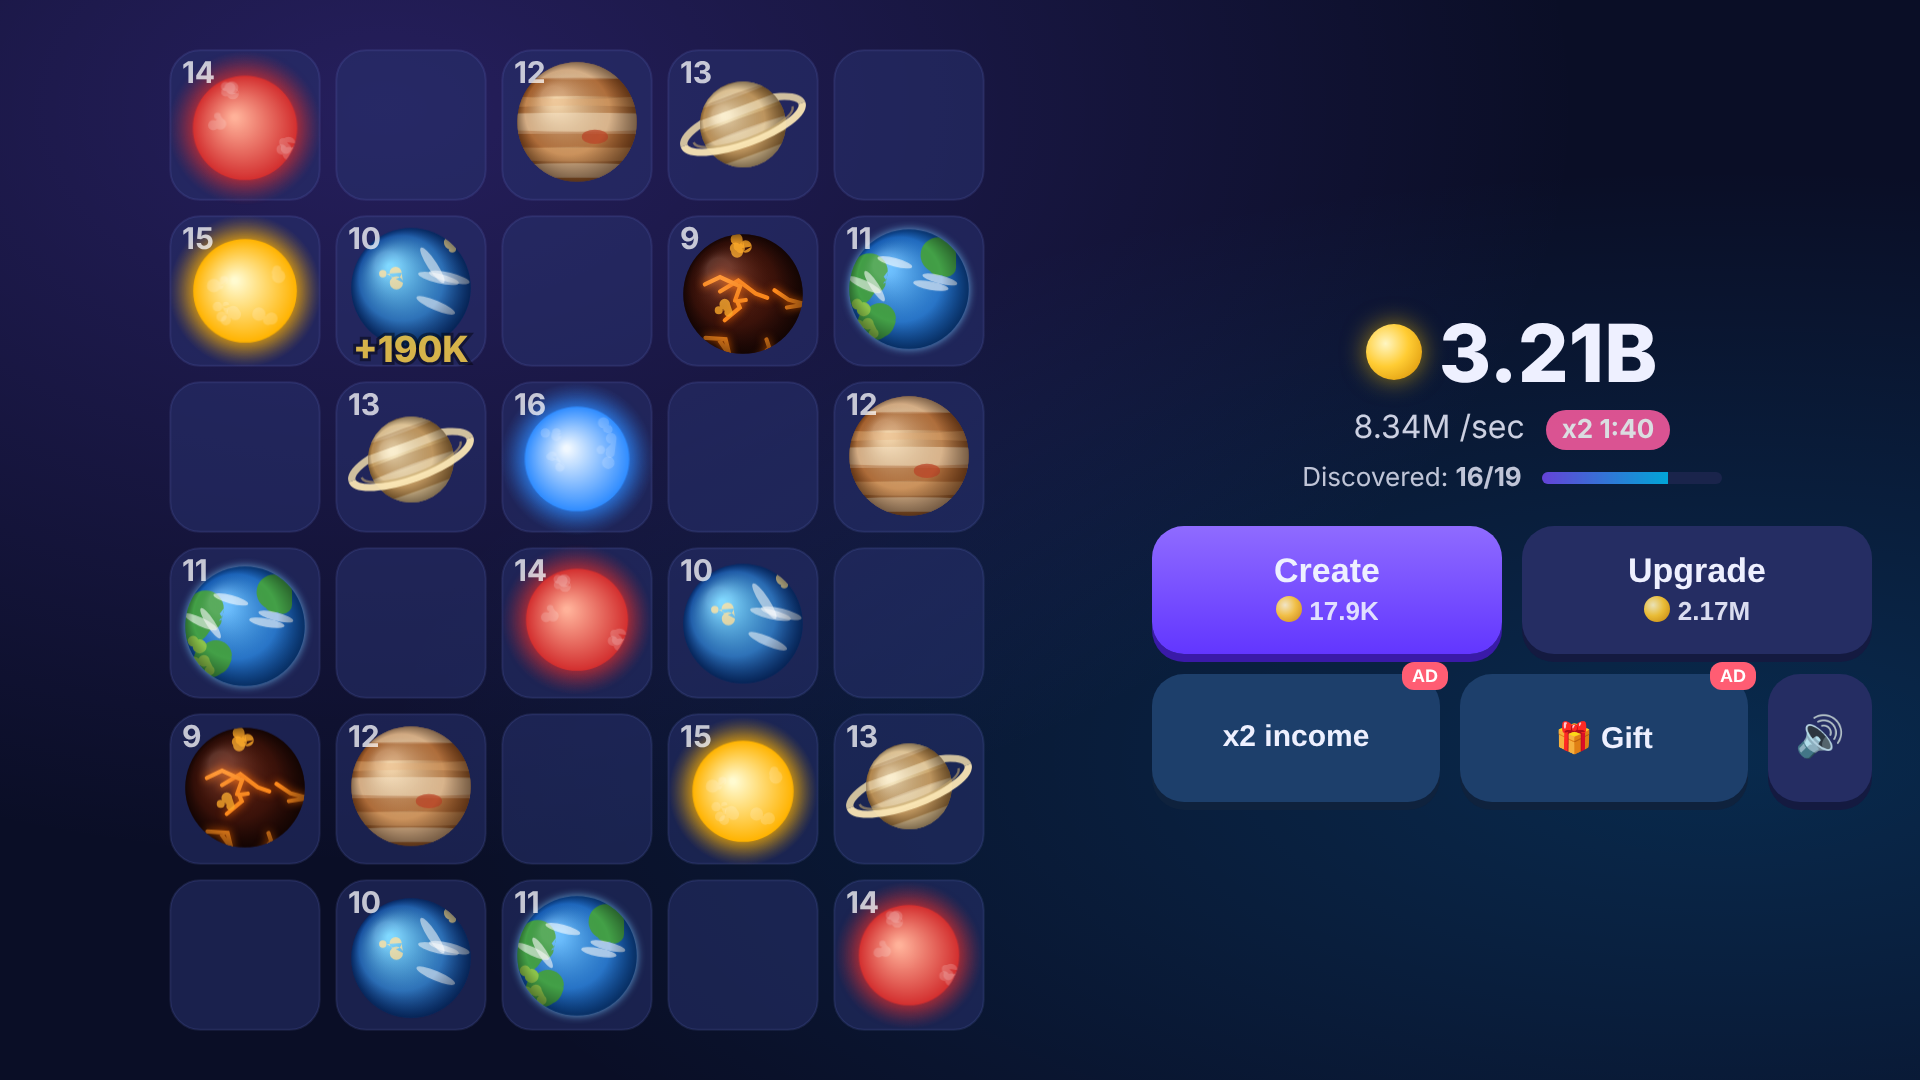 14 12 13
15 10 9 11
+190K
13 16 12
11 14 10
9 12 15 13
10 11 14
3.21B
8.34M /sec x2 1:40
Discovered: 16/19
Create
17.9K
Upgrade
2.17M
AD
x2 income
AD
Gift